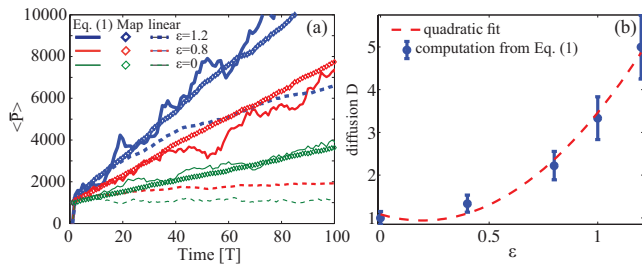 Eq. (1) Map linear (a)
ε=1.2
ε=0.8
ε=0
10000
8000
6000
4000
2000
0
<P̅>
0 20 40 60 80 100
Time [T]
(b)
quadratic fit
computation from Eq. (1)
5
4
3
2
1
diffusion D
0 0.5 1
ε